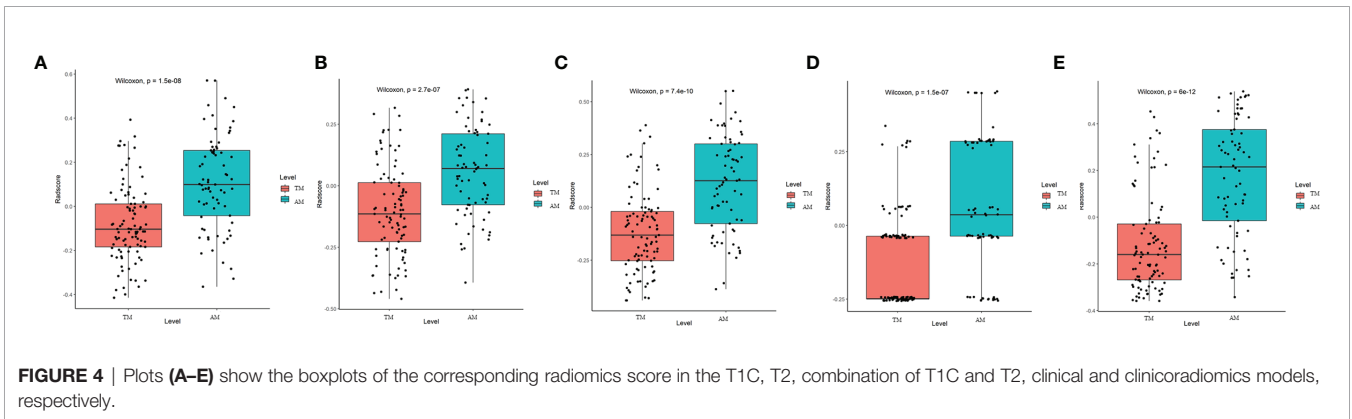 A
Wilcoxon, p = 1.5e-08
Radscore
0.6
0.4
0.2
0.0
-0.2
-0.4
TM
AM
Level
Level
TM
AM
B
Wilcoxon, p = 2.7e-07
Radscore
0.25
0.00
-0.25
-0.50
TM
AM
Level
Level
TM
AM
C
Wilcoxon, p = 7.4e-10
Radscore
0.50
0.25
0.00
-0.25
TM
AM
Level
Level
TM
AM
D
Wilcoxon, p = 1.5e-07
Radscore
0.25
0.00
-0.25
TM
AM
Level
Level
TM
AM
E
Wilcoxon, p = 6e-12
Radscore
0.4
0.2
0.0
-0.2
-0.4
TM
AM
Level
Level
TM
AM
FIGURE 4 | Plots (A–E) show the boxplots of the corresponding radiomics score in the T1C, T2, combination of T1C and T2, clinical and clinicoradiomics models,
respectively.